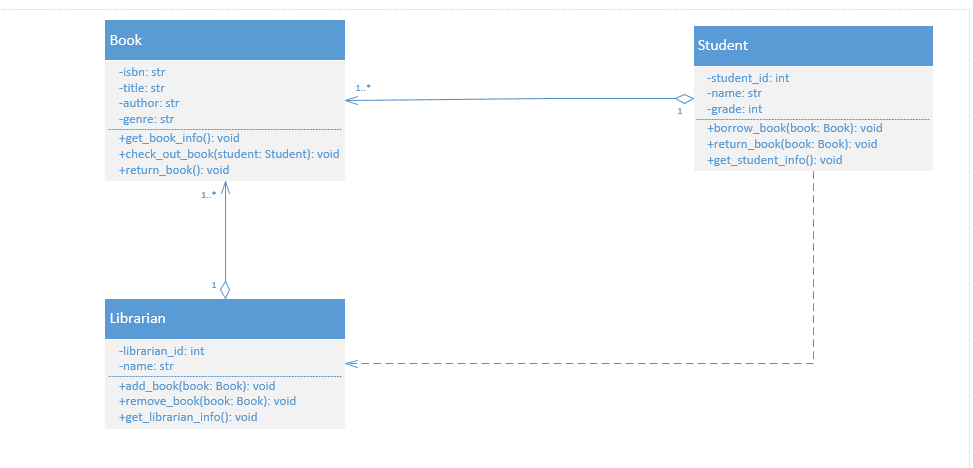 Book
-isbn: str
-title: str
-author: str
-genre: str
+get_book_info(): void
+check_out_book(student: Student): void
+return_book(): void
1..*
1
Student
-student_id: int
-name: str
-grade: int
+borrow_book(book: Book): void
+return_book(book: Book): void
+get_student_info(): void
1..*
1
Librarian
-librarian_id: int
-name: str
+add_book(book: Book): void
+remove_book(book: Book): void
+get_librarian_info(): void